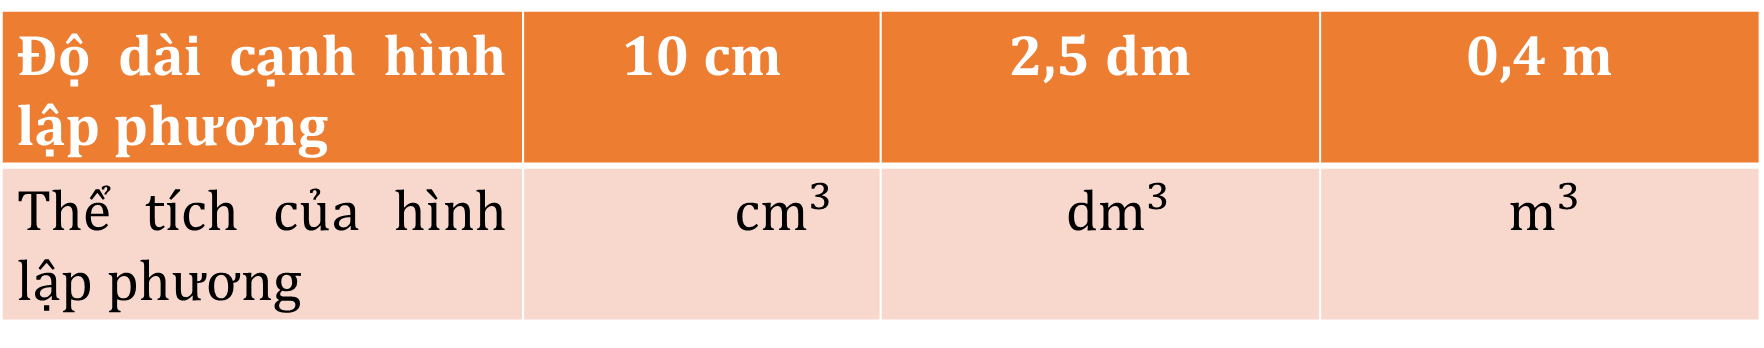 Độ dài cạnh hình
lập phương
10 cm
2,5 dm
0,4 m
Thể tích của hình
lập phương
cm³
dm³
m³